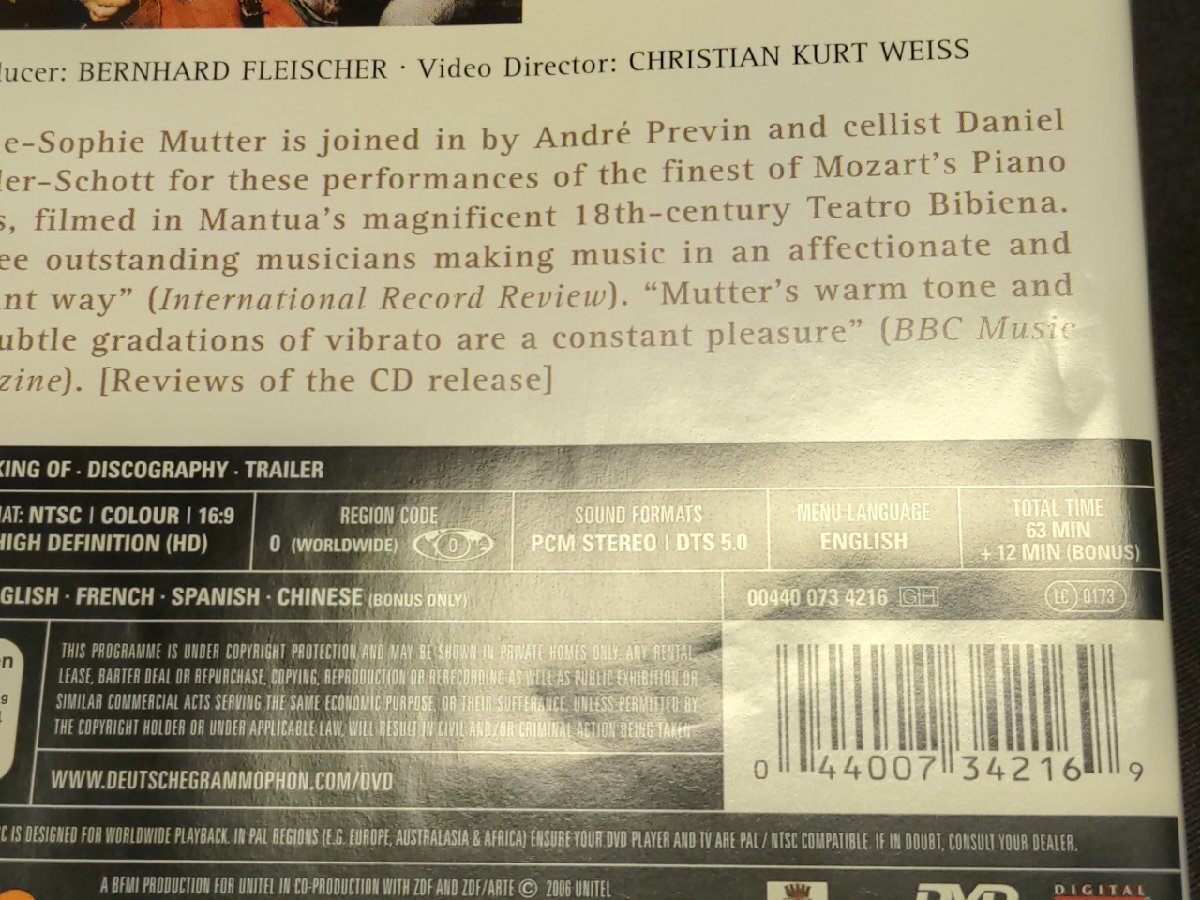 ducer: BERNHARD FLEISCHER · Video Director: CHRISTIAN KURT WEISS
e-Sophie Mutter is joined in by André Previn and cellist Daniel
ler-Schott for these performances of the finest of Mozart's Piano
s, filmed in Mantua's magnificent 18th-century Teatro Bibiena.
ee outstanding musicians making music in an affectionate and
nt way" (International Record Review). "Mutter's warm tone and
ubtle gradations of vibrato are a constant pleasure" (BBC Music
zine). [Reviews of the CD release]
KING OF · DISCOGRAPHY · TRAILER
MAT: NTSC | COLOUR | 16:9
HIGH DEFINITION (HD)
REGION CODE
0 (WORLDWIDE) 0
SOUND FORMATS
PCM STEREO | DTS 5.0
MENU LANGUAGE
ENGLISH
TOTAL TIME
63 MIN
+ 12 MIN (BONUS)
GLISH · FRENCH · SPANISH · CHINESE (BONUS ONLY)
00440 073 4216 GH
LC 0173
THIS PROGRAMME IS UNDER COPYRIGHT PROTECTION AND MAY BE SHOWN IN PRIVATE HOMES ONLY. ANY RENTAL,
LEASE, BARTER DEAL OR REPURCHASE, COPYING, REPRODUCTION OR RERECORDING AS WELL AS PUBLIC EXHIBITION OR
SIMILAR COMMERCIAL ACTS SERVING THE SAME ECONOMIC PURPOSE, OR THEIR SUFFERANCE, UNLESS PERMITTED BY
THE COPYRIGHT HOLDER OR UNDER APPLICABLE LAW, WILL RESULT IN CIVIL AND/OR CRIMINAL ACTION BEING TAKEN
WWW.DEUTSCHEGRAMMOPHON.COM/DVD
0 44007 34216 9
C IS DESIGNED FOR WORLDWIDE PLAYBACK. IN PAL REGIONS (E.G. EUROPE, AUSTRALASIA & AFRICA) ENSURE YOUR DVD PLAYER AND TV ARE PAL / NTSC COMPATIBLE. IF IN DOUBT, CONSULT YOUR DEALER.
A BFMI PRODUCTION FOR UNITEL IN CO-PRODUCTION WITH ZDF AND ZDF/ARTE © 2006 UNITEL
DVD
DIGITAL